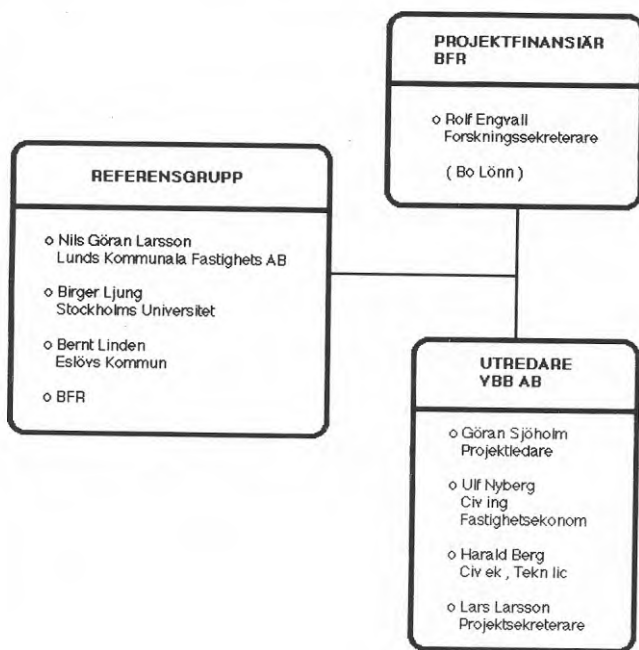 PROJEKTFINANSIÄR
BFR
○ Rolf Engvall
Forskningssekreterare
( Bo Lönn )
REFERENSGRUPP
○ Nils Göran Larsson
Lunds Kommunala Fastighets AB
○ Birger Ljung
Stockholms Universitet
○ Bernt Linden
Eslövs Kommun
○ BFR
UTREDARE
VBB AB
○ Göran Sjöholm
Projektledare
○ Ulf Nyberg
Civ ing
Fastighetsekonom
○ Harald Berg
Civ ek , Tekn lic
○ Lars Larsson
Projektsekreterare